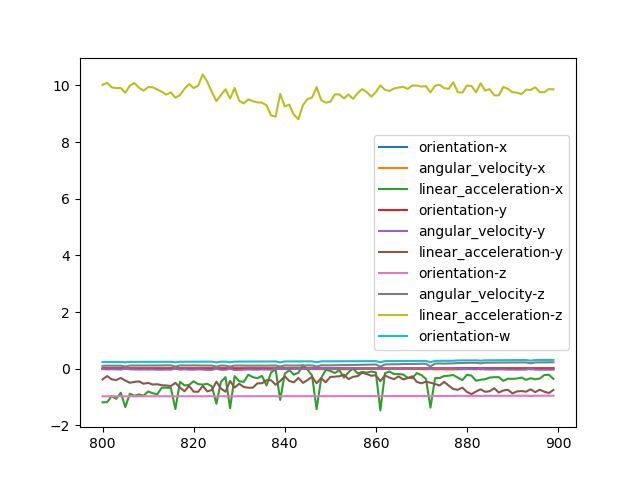 10
8
6
4
2
0
−2
800
820
840
860
880
900
orientation-x
angular_velocity-x
linear_acceleration-x
orientation-y
angular_velocity-y
linear_acceleration-y
orientation-z
angular_velocity-z
linear_acceleration-z
orientation-w